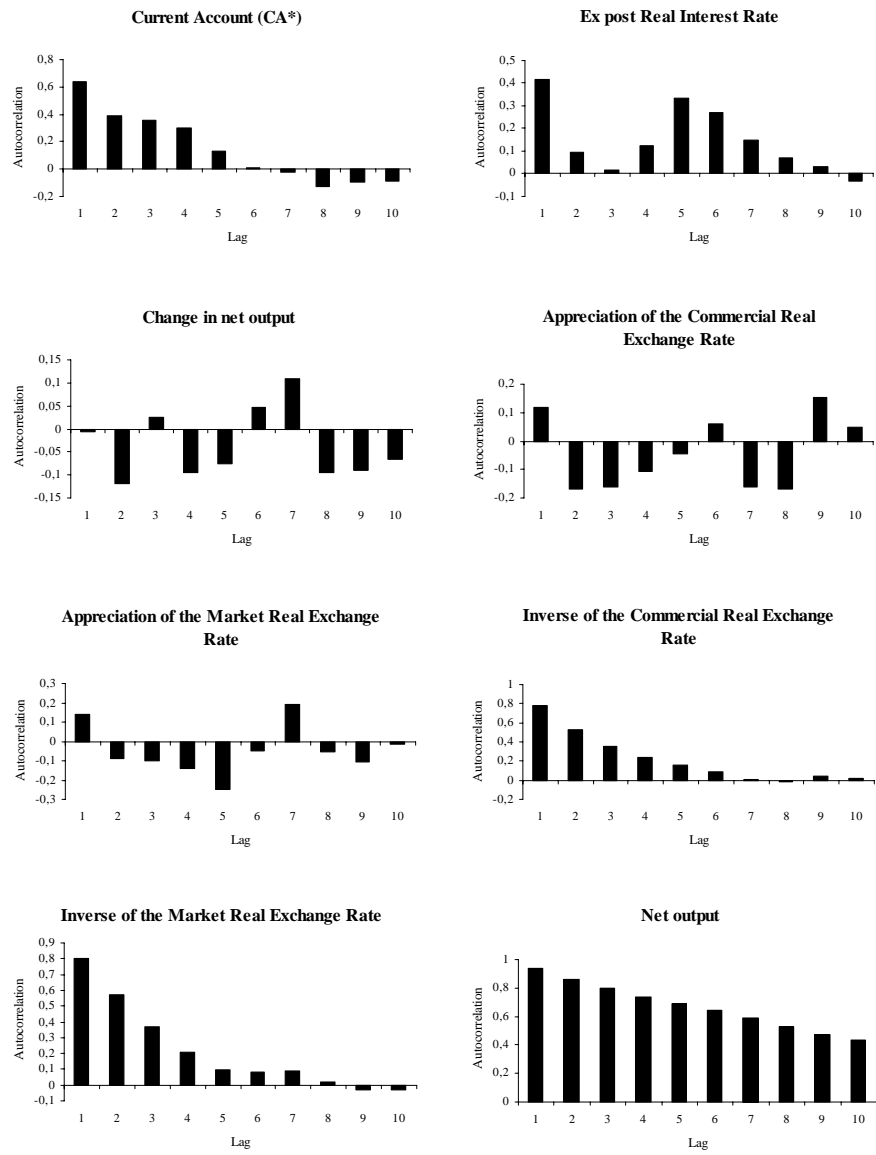 Current Account (CA*)
0,8
0,6
0,4
0,2
0
-0,2
Autocorrelation
1 2 3 4 5 6 7 8 9 10
Lag
Ex post Real Interest Rate
0,5
0,4
0,3
0,2
0,1
0
-0,1
Autocorrelation
1 2 3 4 5 6 7 8 9 10
Lag
Change in net output
0,15
0,1
0,05
0
-0,05
-0,1
-0,15
Autocorrelation
1 2 3 4 5 6 7 8 9 10
Lag
Appreciation of the Commercial Real
Exchange Rate
0,2
0,1
0
-0,1
-0,2
Autocorrelation
1 2 3 4 5 6 7 8 9 10
Lag
Appreciation of the Market Real Exchange
Rate
0,3
0,2
0,1
0
-0,1
-0,2
-0,3
Autocorrelation
1 2 3 4 5 6 7 8 9 10
Lag
Inverse of the Commercial Real Exchange
Rate
1
0,8
0,6
0,4
0,2
0
-0,2
Autocorrelation
1 2 3 4 5 6 7 8 9 10
Lag
Inverse of the Market Real Exchange Rate
0,9
0,8
0,7
0,6
0,5
0,4
0,3
0,2
0,1
0
-0,1
Autocorrelation
1 2 3 4 5 6 7 8 9 10
Lag
Net output
1
0,8
0,6
0,4
0,2
0
Autocorrelation
1 2 3 4 5 6 7 8 9 10
Lag